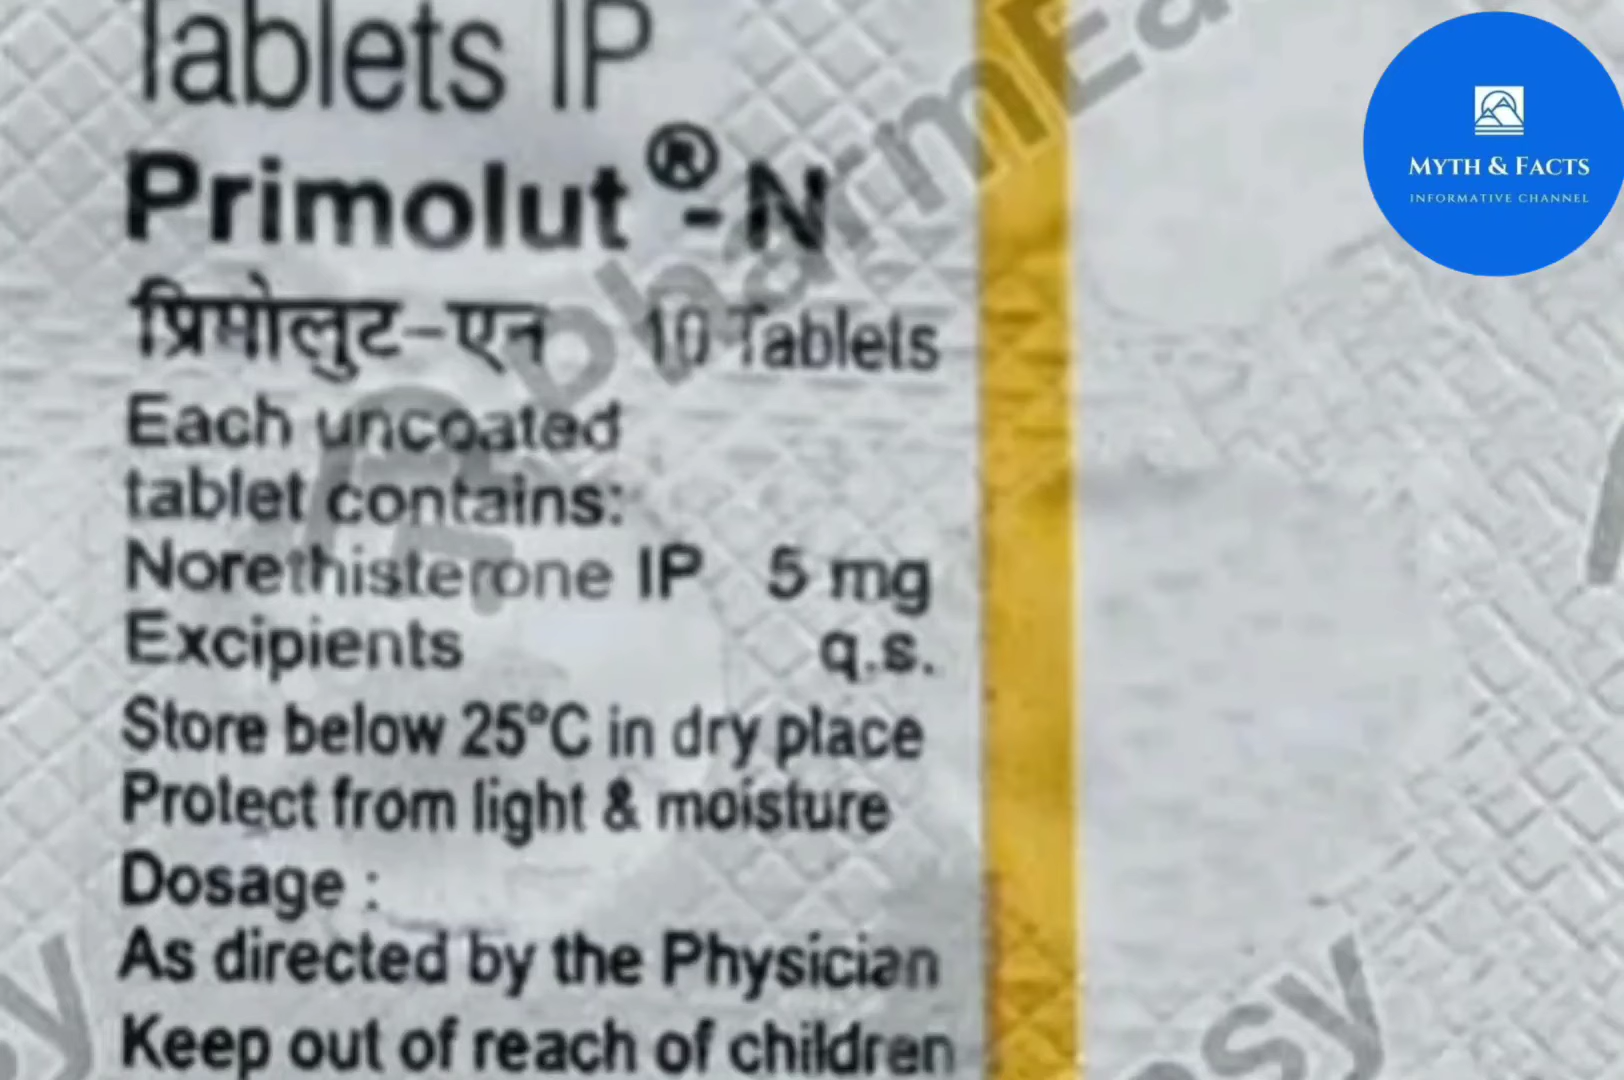 Tablets IP
Primolut®-N
प्रिमोलुट-एन 10 Tablets
Each uncoated
tablet contains:
Norethisterone IP 5 mg
Excipients q.s.
Store below 25°C in dry place
Protect from light & moisture
Dosage :
As directed by the Physician
Keep out of reach of children
MYTH & FACTS
INFORMATIVE CHANNEL
PharmEa
asy
y